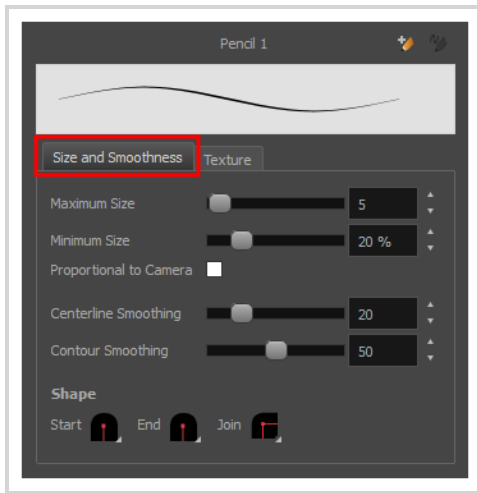 Pencil 1
Size and Smoothness Texture
Maximum Size 5
Minimum Size 20 %
Proportional to Camera
Centerline Smoothing 20
Contour Smoothing 50
Shape
Start End Join